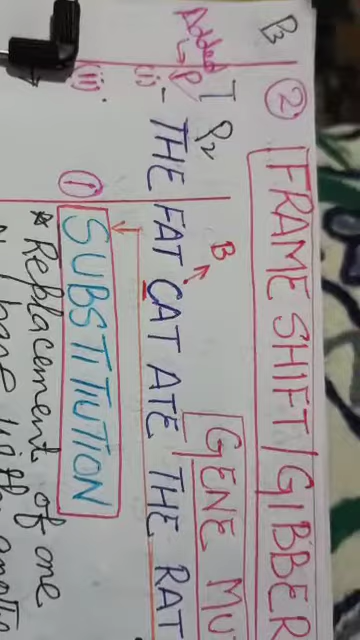 B
② FRAME SHIFT/GIBBER
GENE MU
Added
P
B
THE FAT CAT ATE THE RAT
(i)
(ii)
① SUBSTITUTION
* Replacement of one